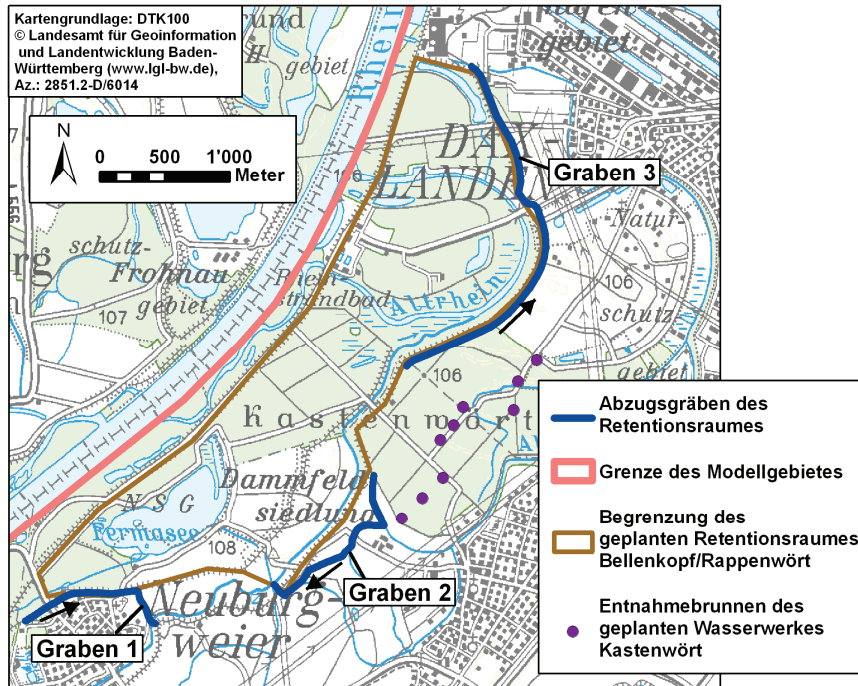 Kartengrundlage: DTK100
© Landesamt für Geoinformation
und Landentwicklung Baden-
Württemberg (www.lgl-bw.de),
Az.: 2851.2-D/6014
N
0 500 1'000
Meter
Rhein
gebiet
gebiet
DAX-
LANDEN
Graben 3
106
Natur-
schutz-
Frohnau
gebiet
107
Rhein-
strandbad
Altrhein
106
schutz-
gebiet
106
Kastenwört
Dammfeld-
siedlung
NSG
Fermasee
108
Neuburg-
weier
Graben 2
Graben 1
Abzugsgräben des
Retentionsraumes
Grenze des Modellgebietes
Begrenzung des
geplanten Retentionsraumes
Bellenkopf/Rappenwört
Entnahmebrunnen des
geplanten Wasserwerkes
Kastenwört